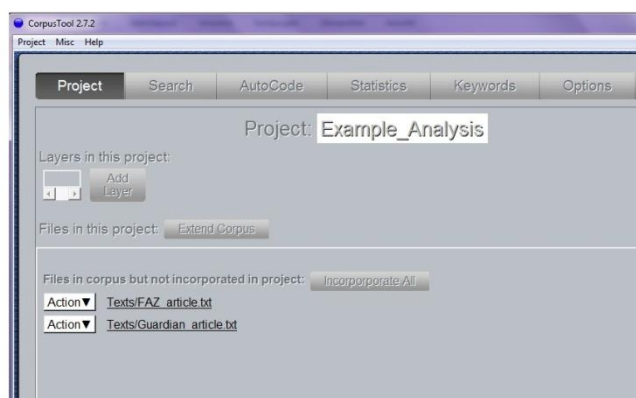 CorpusTool 2.7.2
Project Misc Help
Project Search AutoCode Statistics Keywords Options
Project: Example_Analysis
Layers in this project:
Add
Layer
Files in this project: Extend Corpus
Files in corpus but not incorporated in project: Incorporporate All
Action▼ Texts/FAZ_article.txt
Action▼ Texts/Guardian_article.txt